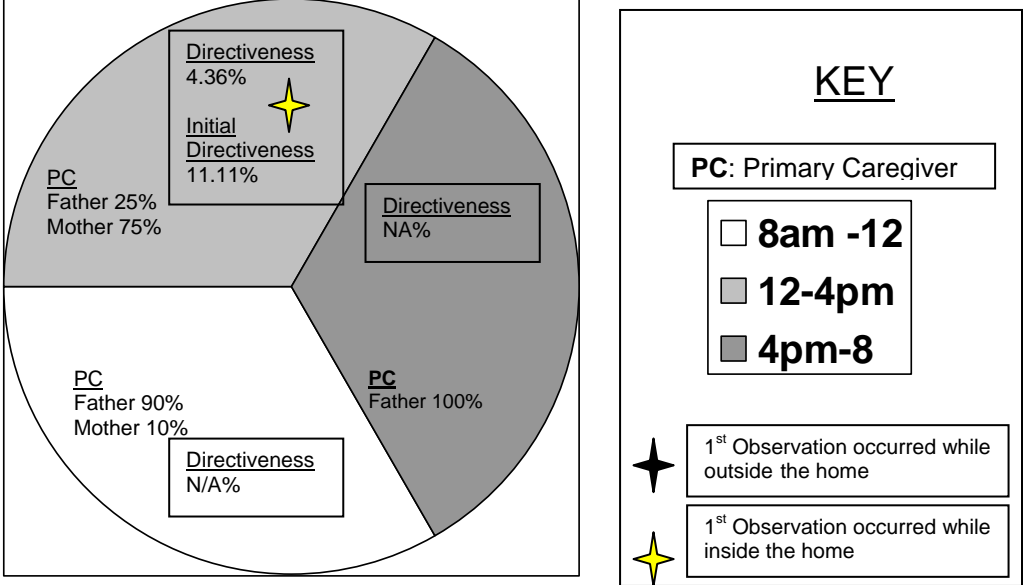 Directiveness
4.36%
Initial
Directiveness
11.11%
PC
Father 25%
Mother 75%
Directiveness
NA%
PC
Father 90%
Mother 10%
PC
Father 100%
Directiveness
N/A%
KEY
PC: Primary Caregiver
8am -12
12-4pm
4pm-8
1st Observation occurred while
outside the home
1st Observation occurred while
inside the home